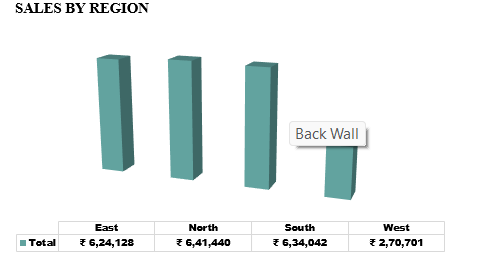 SALES BY REGION
Back Wall
East North South West
Total ₹ 6,24,128 ₹ 6,41,440 ₹ 6,34,042 ₹ 2,70,701